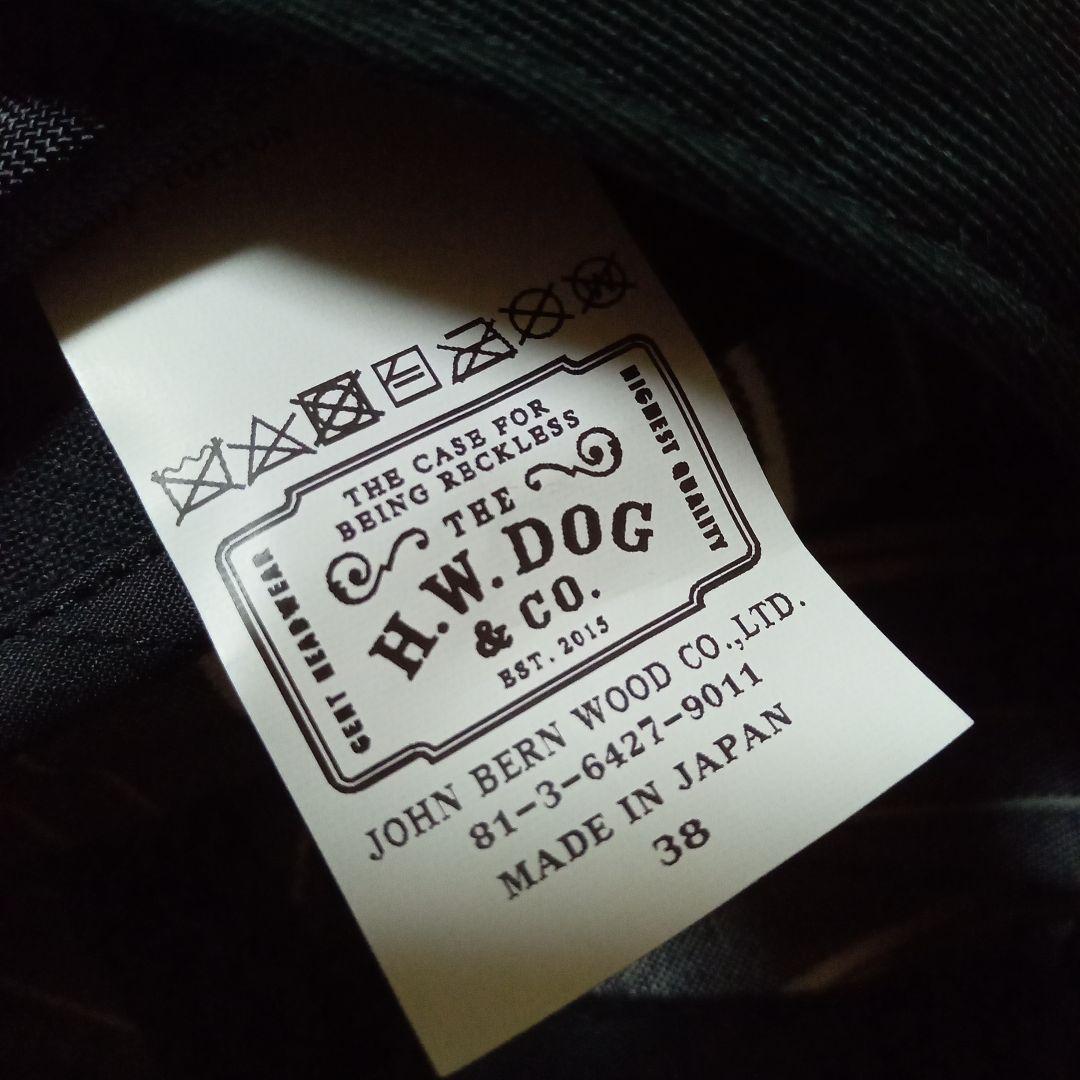 COTTON
THE CASE FOR
BEING RECKLESS
THE
H.W.DOG
& CO.
EST. 2015
GENT HEADWEAR
HIGHEST QUALITY
JOHN BERN WOOD CO.,LTD.
81-3-6427-9011
MADE IN JAPAN
38